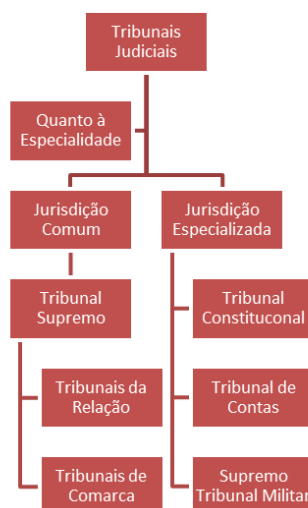 Tribunais
Judiciais
Quanto à
Especialidade
Jurisdição
Comum
Jurisdição
Especializada
Tribunal
Supremo
Tribunal
Constituconal
Tribunais da
Relação
Tribunal de
Contas
Tribunais de
Comarca
Supremo
Tribunal Militar